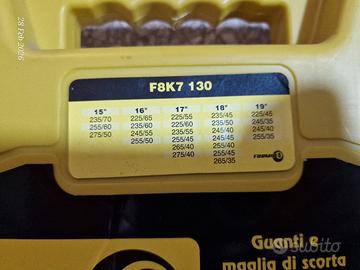 28 Feb 2026
F8K7 130
15" 16" 17" 18" 19"
235/70 225/65 225/55 235/45 225/45
255/60 235/60 225/60 235/50 245/35
275/50 245/55 235/55 245/40 245/40
255/50 245/55 245/45 255/35
255/45 255/40
265/40 255/45
275/40 265/35
Guanti e
maglia di scorta
subito